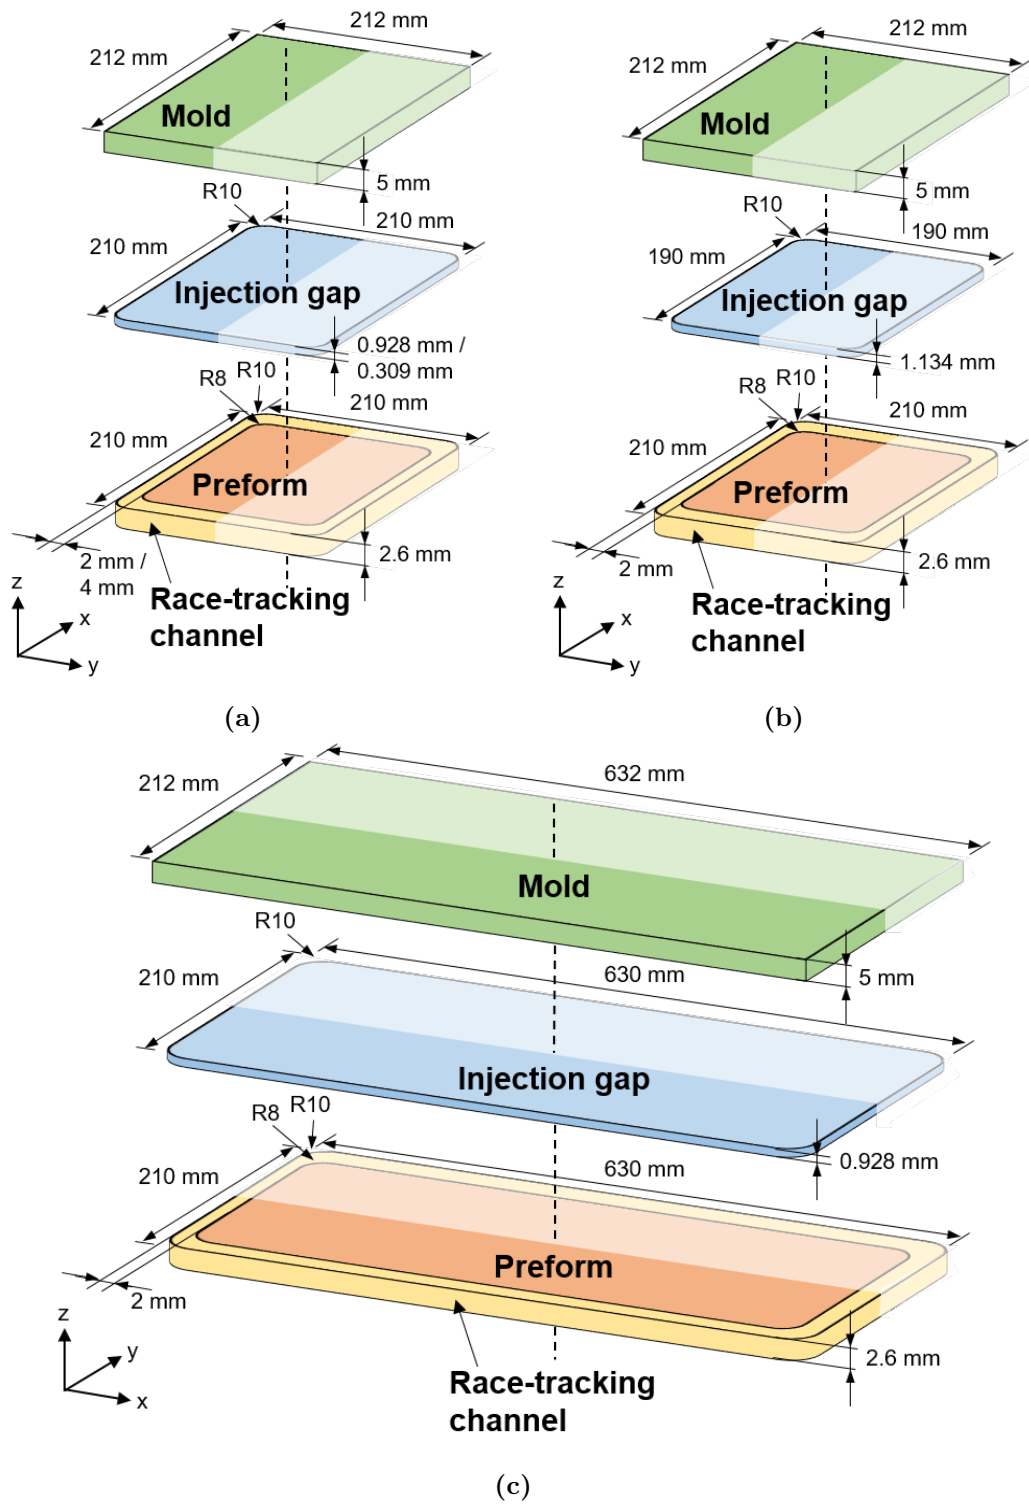 212 mm
212 mm
Mold
5 mm
R10
210 mm
210 mm
Injection gap
0.928 mm /
0.309 mm
R8
R10
210 mm
210 mm
Preform
2.6 mm
2 mm /
4 mm
Race-tracking
channel
z
x
y
(a)
212 mm
212 mm
Mold
5 mm
R10
190 mm
190 mm
Injection gap
1.134 mm
R8
R10
210 mm
210 mm
Preform
2.6 mm
2 mm
Race-tracking
channel
z
x
y
(b)
632 mm
212 mm
Mold
5 mm
R10
630 mm
210 mm
Injection gap
0.928 mm
R8
R10
630 mm
210 mm
Preform
2.6 mm
2 mm
Race-tracking
channel
z
y
x
(c)